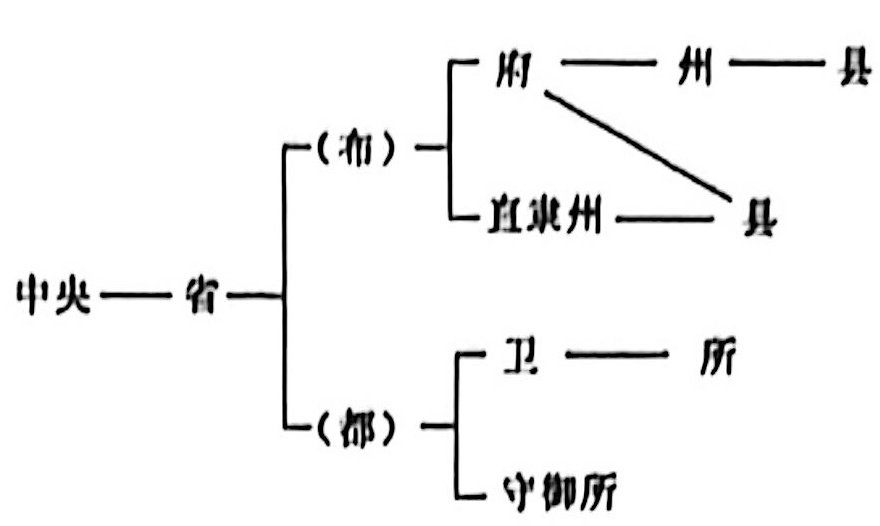 府 州 县
(布)
直隶州 县
中央 省
卫 所
(都)
守御所